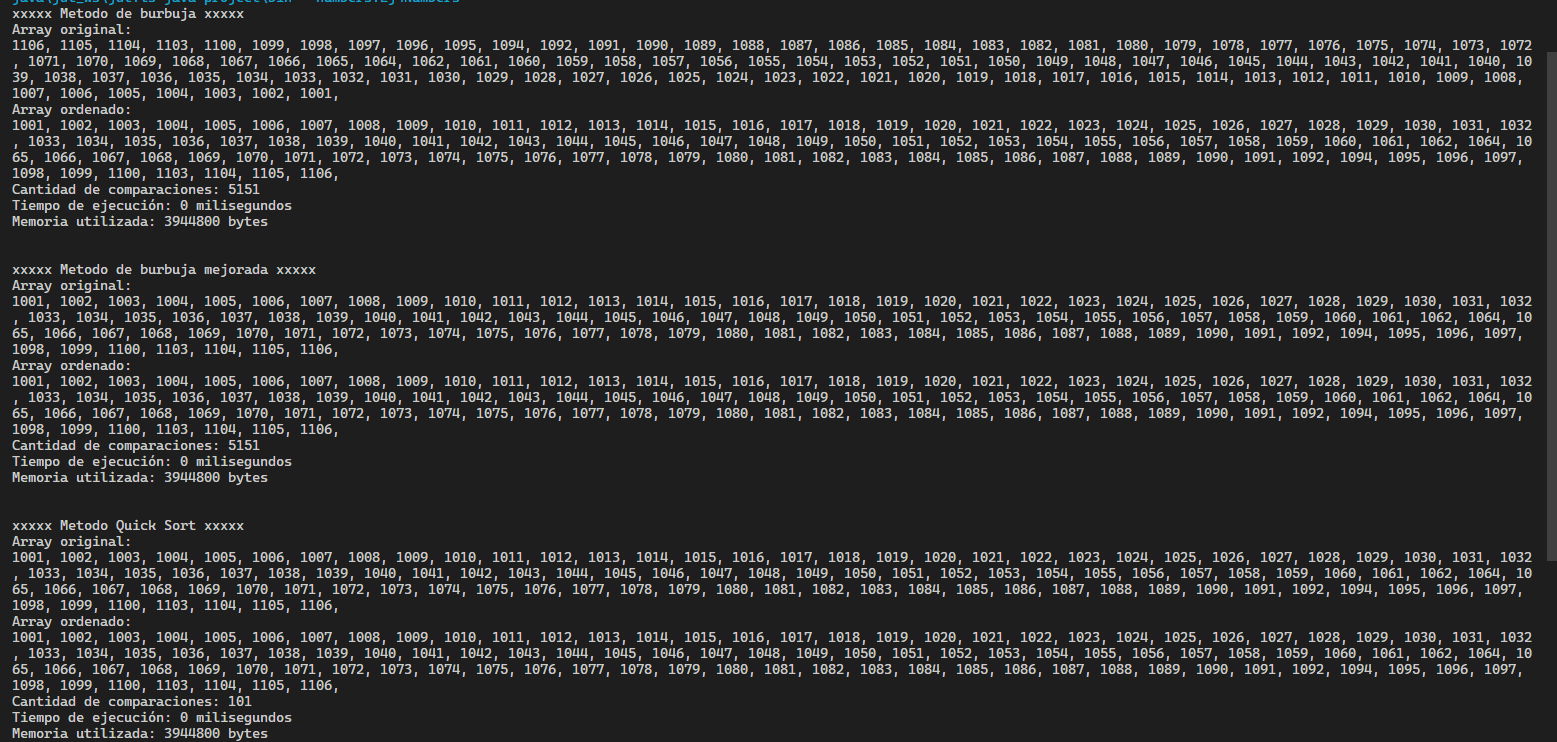 xxxxx Metodo de burbuja xxxxx
Array original:
1106, 1105, 1104, 1103, 1100, 1099, 1098, 1097, 1096, 1095, 1094, 1092, 1091, 1090, 1089, 1088, 1087, 1086, 1085, 1084, 1083, 1082, 1081, 1080, 1079, 1078, 1077, 1076, 1075, 1074, 1073, 1072
, 1071, 1070, 1069, 1068, 1067, 1066, 1065, 1064, 1062, 1061, 1060, 1059, 1058, 1057, 1056, 1055, 1054, 1053, 1052, 1051, 1050, 1049, 1048, 1047, 1046, 1045, 1044, 1043, 1042, 1041, 1040, 10
39, 1038, 1037, 1036, 1035, 1034, 1033, 1032, 1031, 1030, 1029, 1028, 1027, 1026, 1025, 1024, 1023, 1022, 1021, 1020, 1019, 1018, 1017, 1016, 1015, 1014, 1013, 1012, 1011, 1010, 1009, 1008,
1007, 1006, 1005, 1004, 1003, 1002, 1001,
Array ordenado:
1001, 1002, 1003, 1004, 1005, 1006, 1007, 1008, 1009, 1010, 1011, 1012, 1013, 1014, 1015, 1016, 1017, 1018, 1019, 1020, 1021, 1022, 1023, 1024, 1025, 1026, 1027, 1028, 1029, 1030, 1031, 1032
, 1033, 1034, 1035, 1036, 1037, 1038, 1039, 1040, 1041, 1042, 1043, 1044, 1045, 1046, 1047, 1048, 1049, 1050, 1051, 1052, 1053, 1054, 1055, 1056, 1057, 1058, 1059, 1060, 1061, 1062, 1064, 10
65, 1066, 1067, 1068, 1069, 1070, 1071, 1072, 1073, 1074, 1075, 1076, 1077, 1078, 1079, 1080, 1081, 1082, 1083, 1084, 1085, 1086, 1087, 1088, 1089, 1090, 1091, 1092, 1094, 1095, 1096, 1097,
1098, 1099, 1100, 1103, 1104, 1105, 1106,
Cantidad de comparaciones: 5151
Tiempo de ejecución: 0 milisegundos
Memoria utilizada: 3944800 bytes
xxxxx Metodo de burbuja mejorada xxxxx
Array original:
1001, 1002, 1003, 1004, 1005, 1006, 1007, 1008, 1009, 1010, 1011, 1012, 1013, 1014, 1015, 1016, 1017, 1018, 1019, 1020, 1021, 1022, 1023, 1024, 1025, 1026, 1027, 1028, 1029, 1030, 1031, 1032
, 1033, 1034, 1035, 1036, 1037, 1038, 1039, 1040, 1041, 1042, 1043, 1044, 1045, 1046, 1047, 1048, 1049, 1050, 1051, 1052, 1053, 1054, 1055, 1056, 1057, 1058, 1059, 1060, 1061, 1062, 1064, 10
65, 1066, 1067, 1068, 1069, 1070, 1071, 1072, 1073, 1074, 1075, 1076, 1077, 1078, 1079, 1080, 1081, 1082, 1083, 1084, 1085, 1086, 1087, 1088, 1089, 1090, 1091, 1092, 1094, 1095, 1096, 1097,
1098, 1099, 1100, 1103, 1104, 1105, 1106,
Array ordenado:
1001, 1002, 1003, 1004, 1005, 1006, 1007, 1008, 1009, 1010, 1011, 1012, 1013, 1014, 1015, 1016, 1017, 1018, 1019, 1020, 1021, 1022, 1023, 1024, 1025, 1026, 1027, 1028, 1029, 1030, 1031, 1032
, 1033, 1034, 1035, 1036, 1037, 1038, 1039, 1040, 1041, 1042, 1043, 1044, 1045, 1046, 1047, 1048, 1049, 1050, 1051, 1052, 1053, 1054, 1055, 1056, 1057, 1058, 1059, 1060, 1061, 1062, 1064, 10
65, 1066, 1067, 1068, 1069, 1070, 1071, 1072, 1073, 1074, 1075, 1076, 1077, 1078, 1079, 1080, 1081, 1082, 1083, 1084, 1085, 1086, 1087, 1088, 1089, 1090, 1091, 1092, 1094, 1095, 1096, 1097,
1098, 1099, 1100, 1103, 1104, 1105, 1106,
Cantidad de comparaciones: 5151
Tiempo de ejecución: 0 milisegundos
Memoria utilizada: 3944800 bytes
xxxxx Metodo Quick Sort xxxxx
Array original:
1001, 1002, 1003, 1004, 1005, 1006, 1007, 1008, 1009, 1010, 1011, 1012, 1013, 1014, 1015, 1016, 1017, 1018, 1019, 1020, 1021, 1022, 1023, 1024, 1025, 1026, 1027, 1028, 1029, 1030, 1031, 1032
, 1033, 1034, 1035, 1036, 1037, 1038, 1039, 1040, 1041, 1042, 1043, 1044, 1045, 1046, 1047, 1048, 1049, 1050, 1051, 1052, 1053, 1054, 1055, 1056, 1057, 1058, 1059, 1060, 1061, 1062, 1064, 10
65, 1066, 1067, 1068, 1069, 1070, 1071, 1072, 1073, 1074, 1075, 1076, 1077, 1078, 1079, 1080, 1081, 1082, 1083, 1084, 1085, 1086, 1087, 1088, 1089, 1090, 1091, 1092, 1094, 1095, 1096, 1097,
1098, 1099, 1100, 1103, 1104, 1105, 1106,
Array ordenado:
1001, 1002, 1003, 1004, 1005, 1006, 1007, 1008, 1009, 1010, 1011, 1012, 1013, 1014, 1015, 1016, 1017, 1018, 1019, 1020, 1021, 1022, 1023, 1024, 1025, 1026, 1027, 1028, 1029, 1030, 1031, 1032
, 1033, 1034, 1035, 1036, 1037, 1038, 1039, 1040, 1041, 1042, 1043, 1044, 1045, 1046, 1047, 1048, 1049, 1050, 1051, 1052, 1053, 1054, 1055, 1056, 1057, 1058, 1059, 1060, 1061, 1062, 1064, 10
65, 1066, 1067, 1068, 1069, 1070, 1071, 1072, 1073, 1074, 1075, 1076, 1077, 1078, 1079, 1080, 1081, 1082, 1083, 1084, 1085, 1086, 1087, 1088, 1089, 1090, 1091, 1092, 1094, 1095, 1096, 1097,
1098, 1099, 1100, 1103, 1104, 1105, 1106,
Cantidad de comparaciones: 101
Tiempo de ejecución: 0 milisegundos
Memoria utilizada: 3944800 bytes